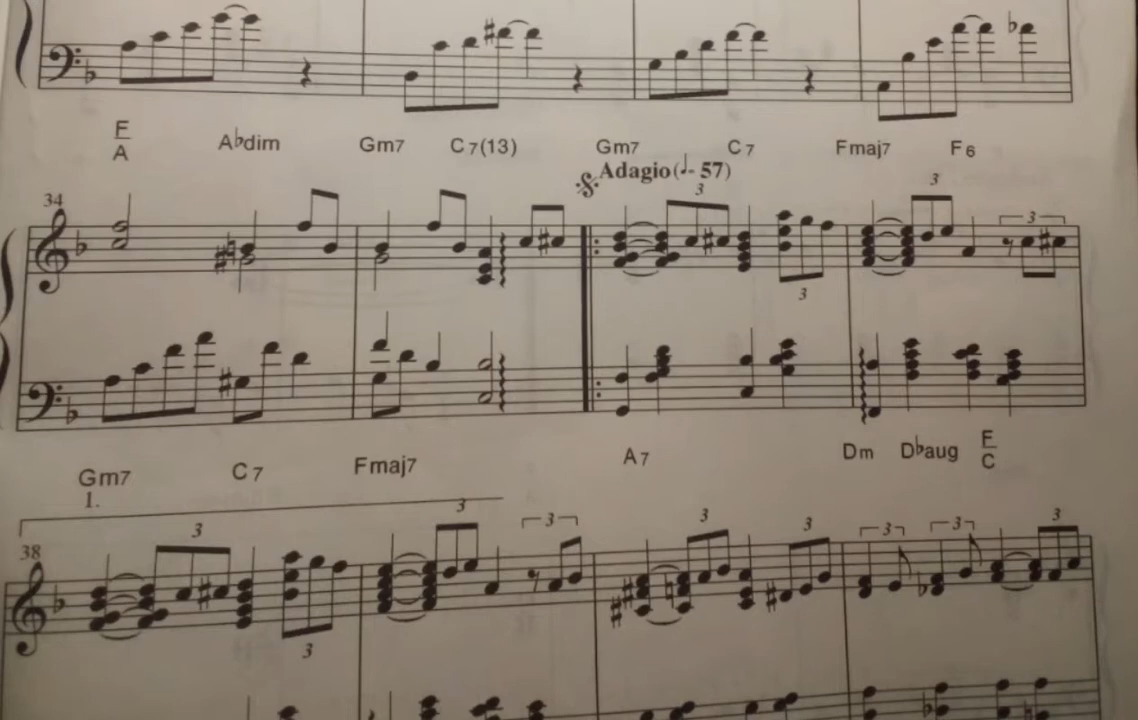 F/A A♭dim Gm7 C7(13) Gm7 C7 Fmaj7 F6
Adagio(♩= 57)
34 3 3 3 3
Gm7 C7 Fmaj7 A7 Dm D♭aug F/C
1.
38 3 3 3 3 3 3 3 3 3